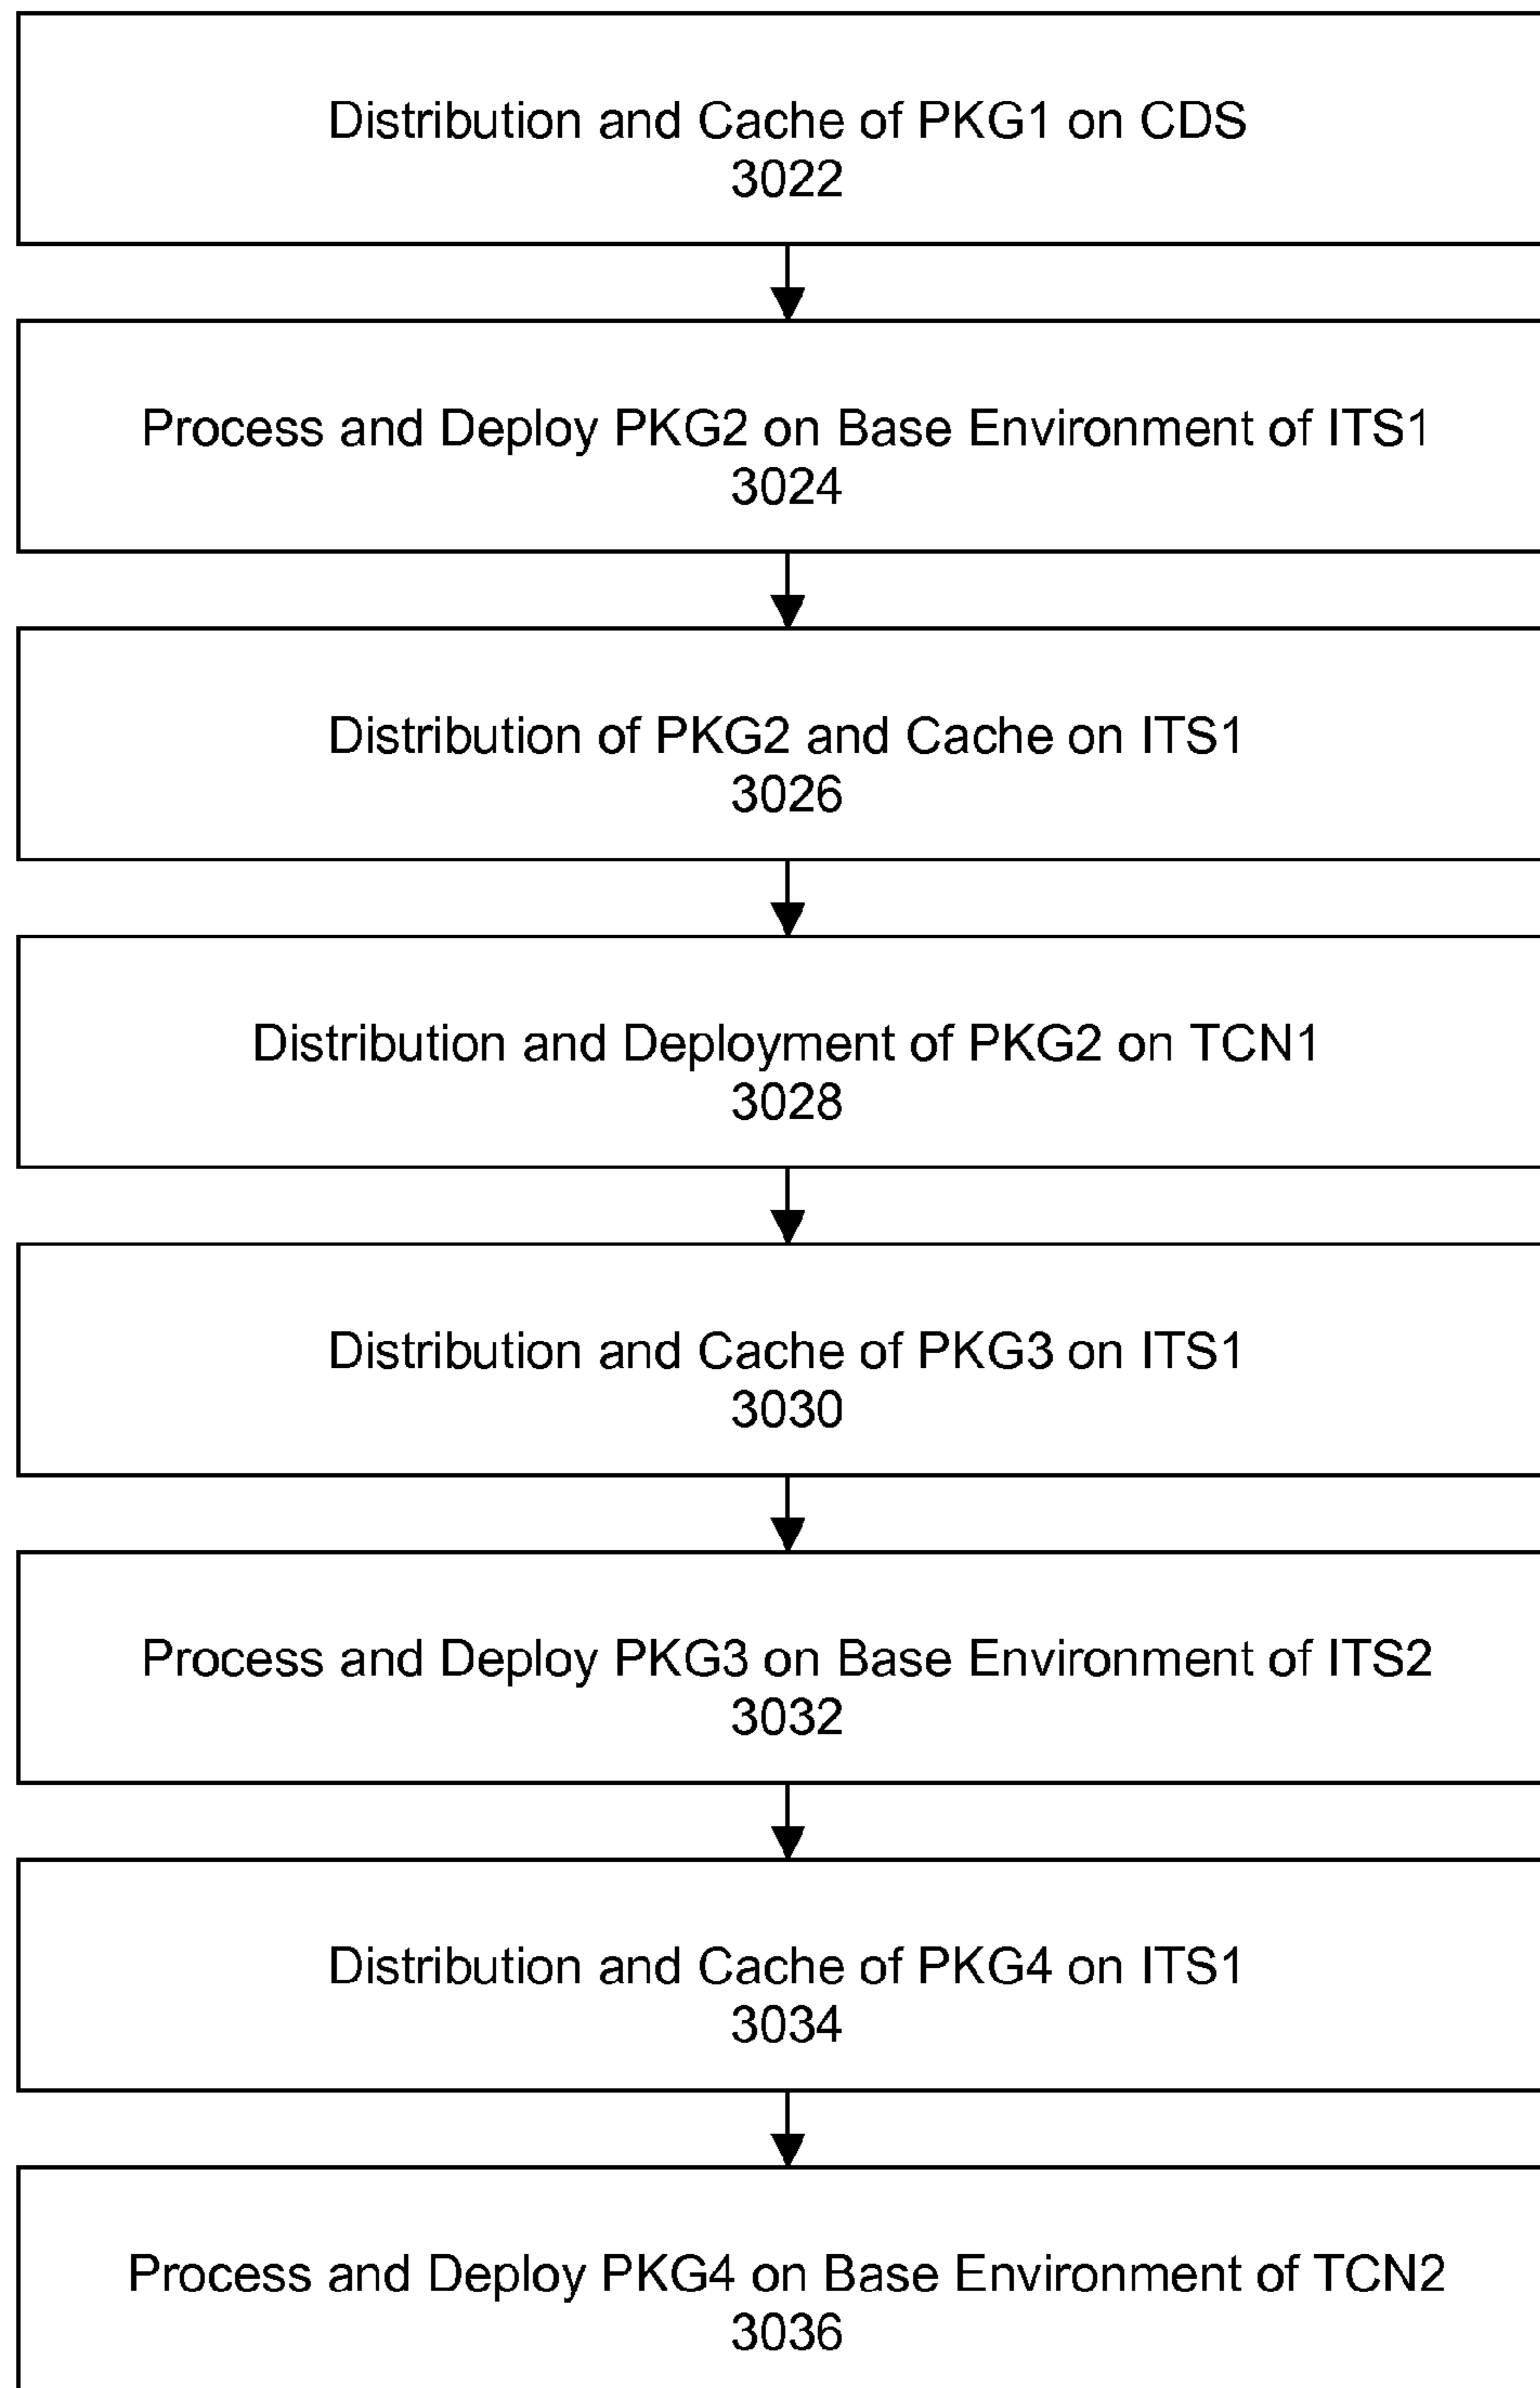 Distribution and Cache of PKG1 on CDS
3022
Process and Deploy PKG2 on Base Environment of ITS1
3024
Distribution of PKG2 and Cache on ITS1
3026
Distribution and Deployment of PKG2 on TCN1
3028
Distribution and Cache of PKG3 on ITS1
3030
Process and Deploy PKG3 on Base Environment of ITS2
3032
Distribution and Cache of PKG4 on ITS1
3034
Process and Deploy PKG4 on Base Environment of TCN2
3036